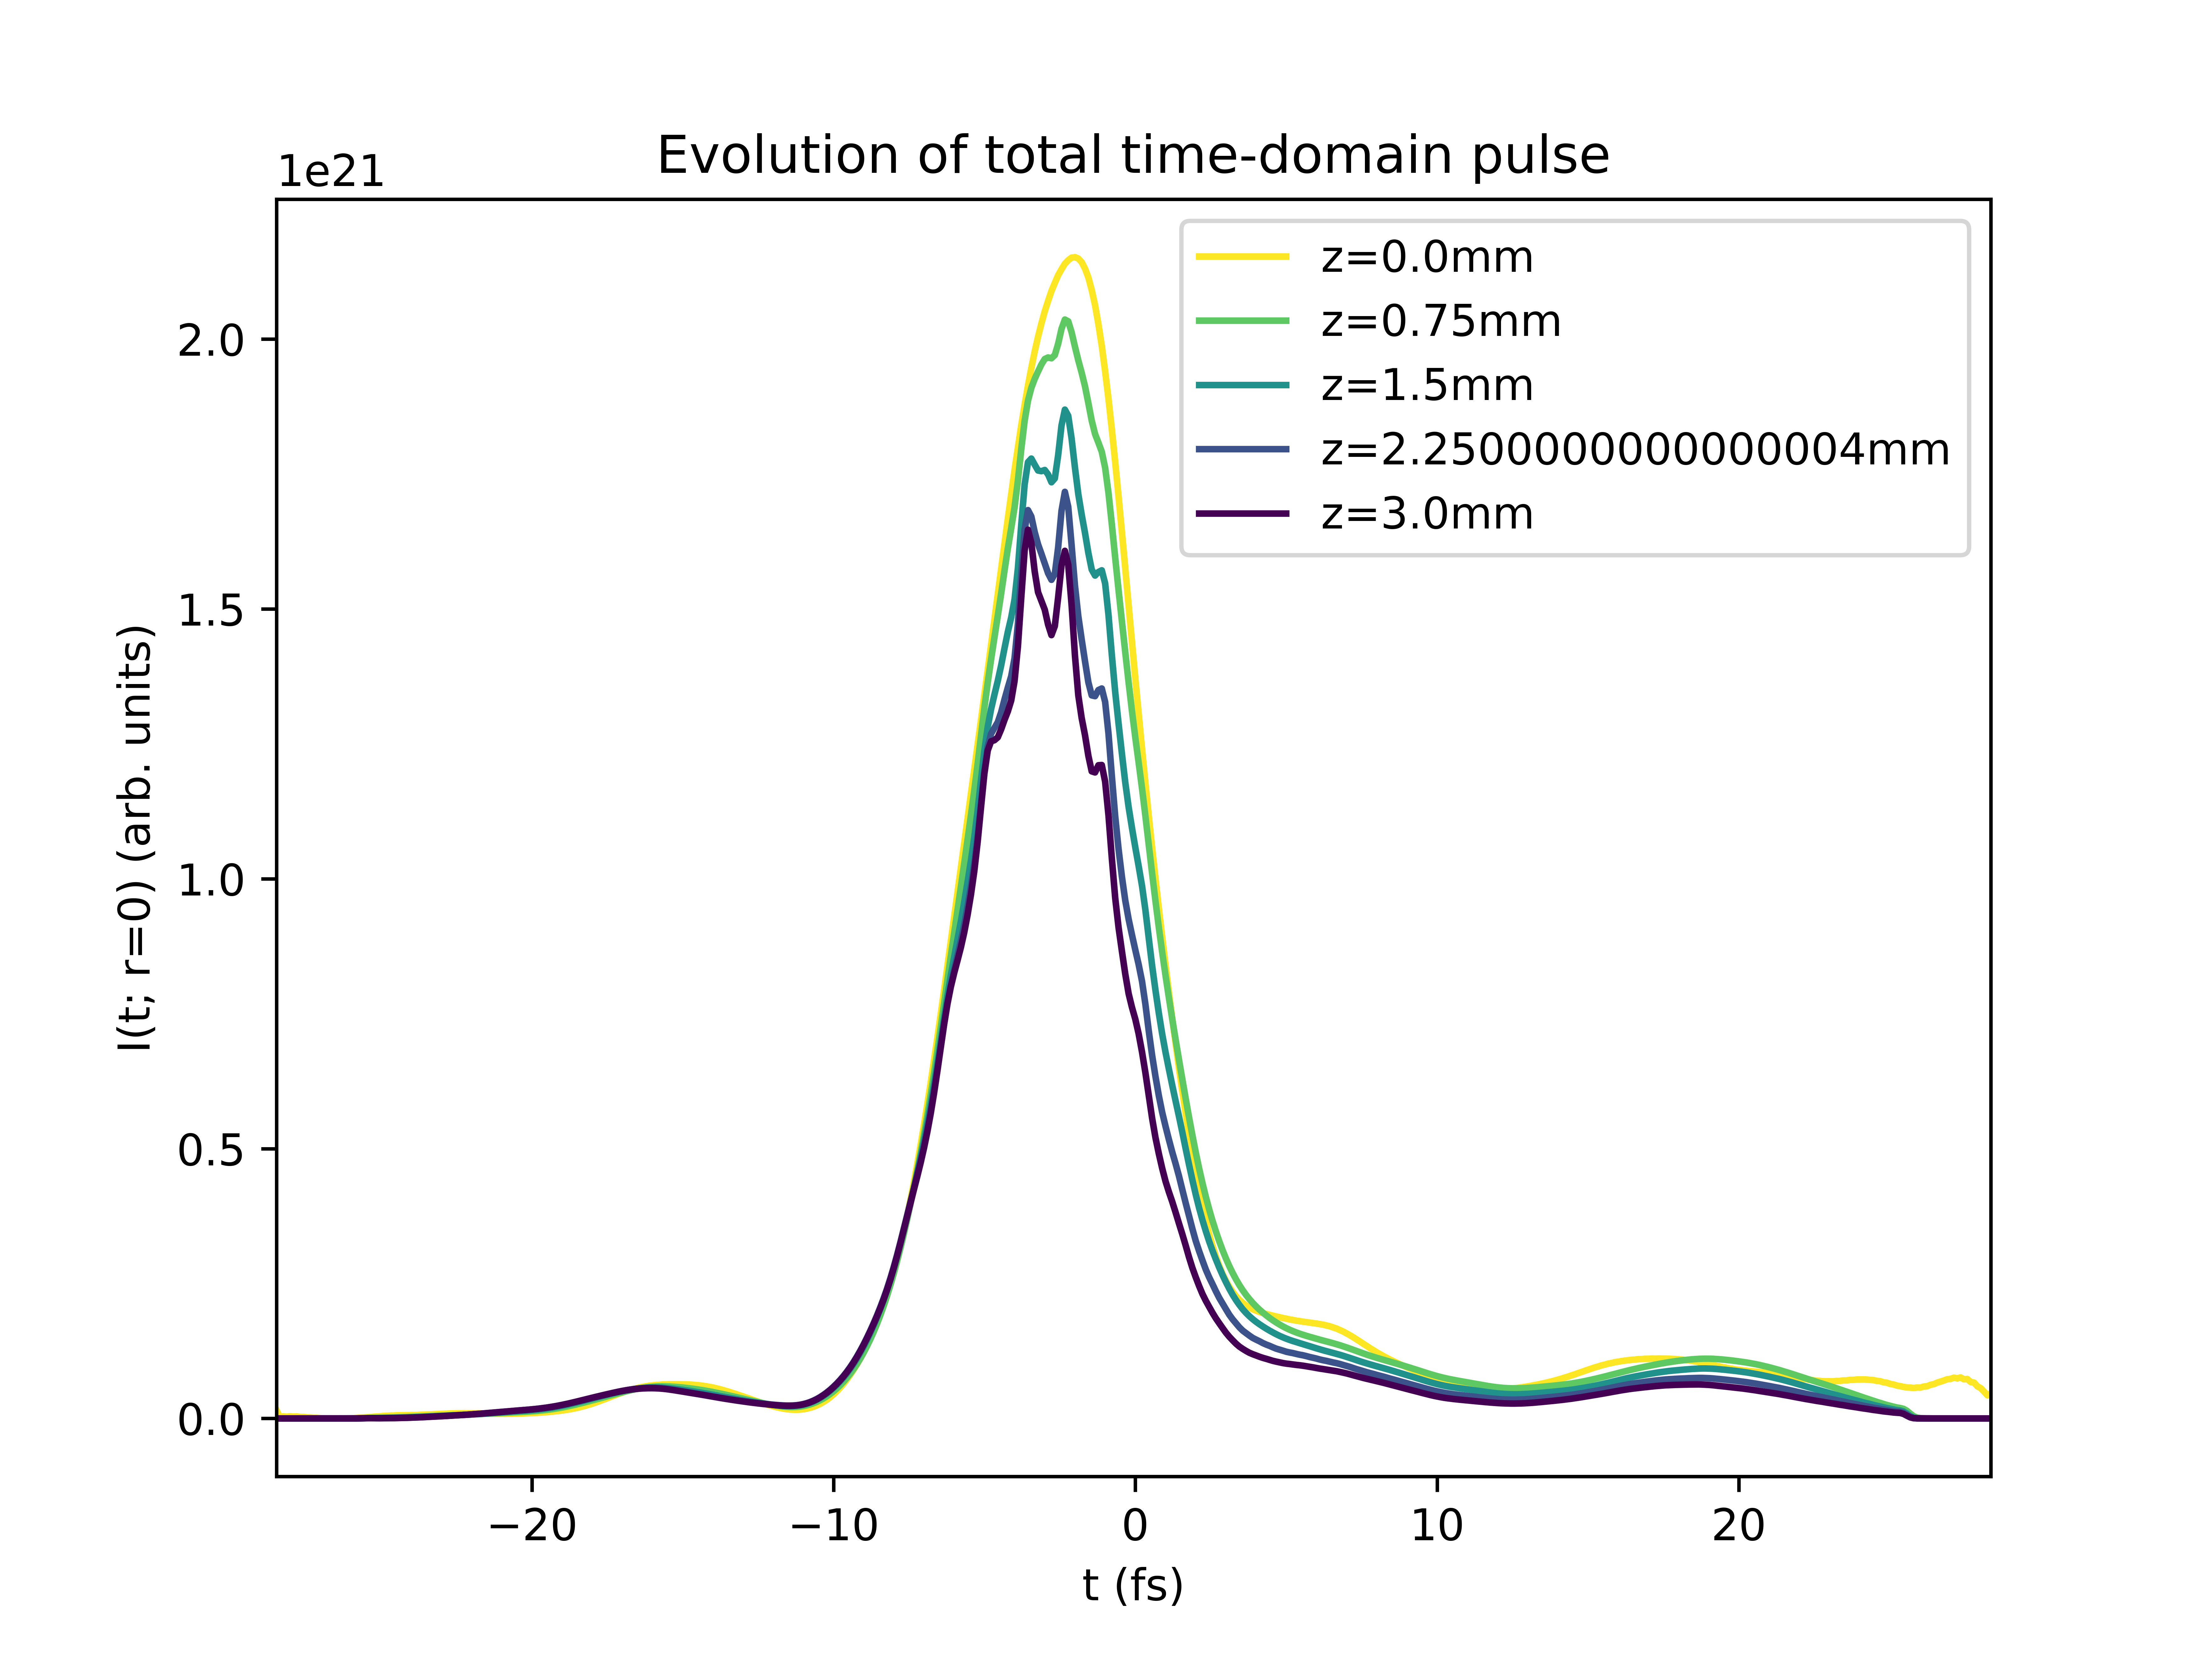 Evolution of total time-domain pulse
1e21
z=0.0mm
z=0.75mm
z=1.5mm
z=2.2500000000000004mm
z=3.0mm
I(t; r=0) (arb. units)
2.0
1.5
1.0
0.5
0.0
−20 −10 0 10 20
t (fs)